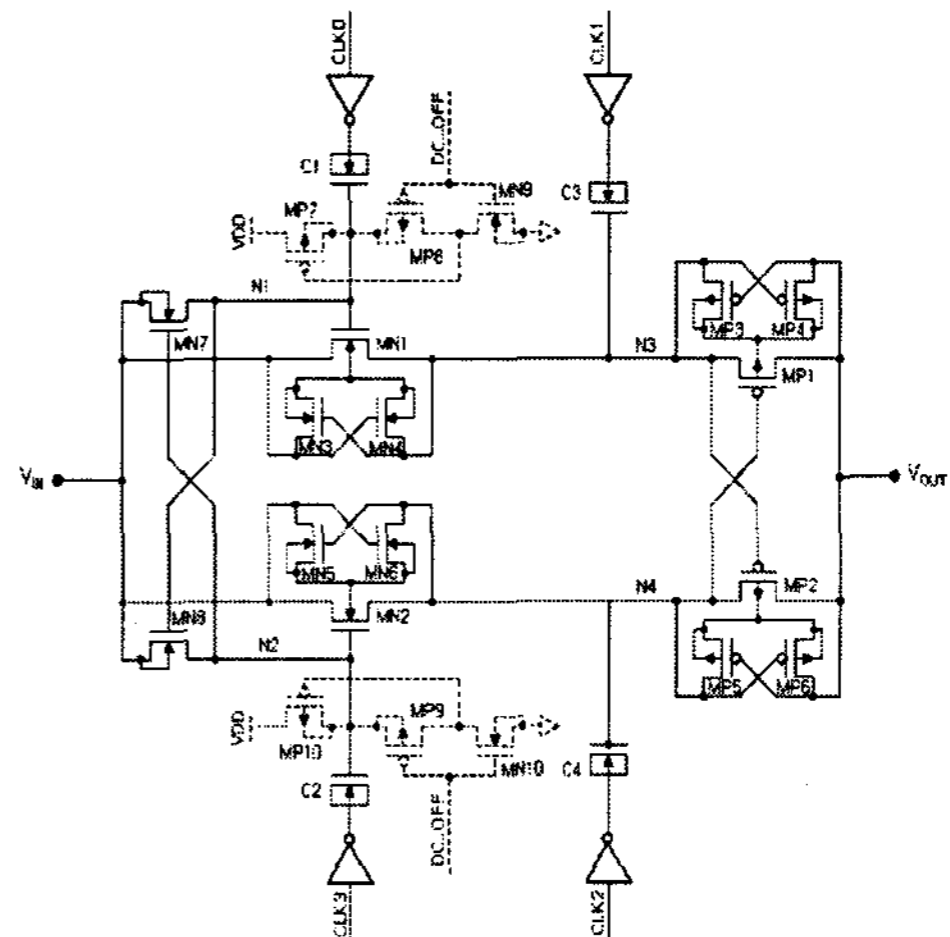 CLK0
CLK1
DC_OFF
C1
MN9
C3
VDD
MP7
MP8
N1
MN7
MN1
N3
MP3
MP4
MP1
MN3
MN4
VIN
VOUT
MN5
MN6
MN8
MN2
N4
MP2
N2
MP5
MP6
VDD
MP10
MP9
MN10
C2
C4
DC_OFF
CLK3
CLK2